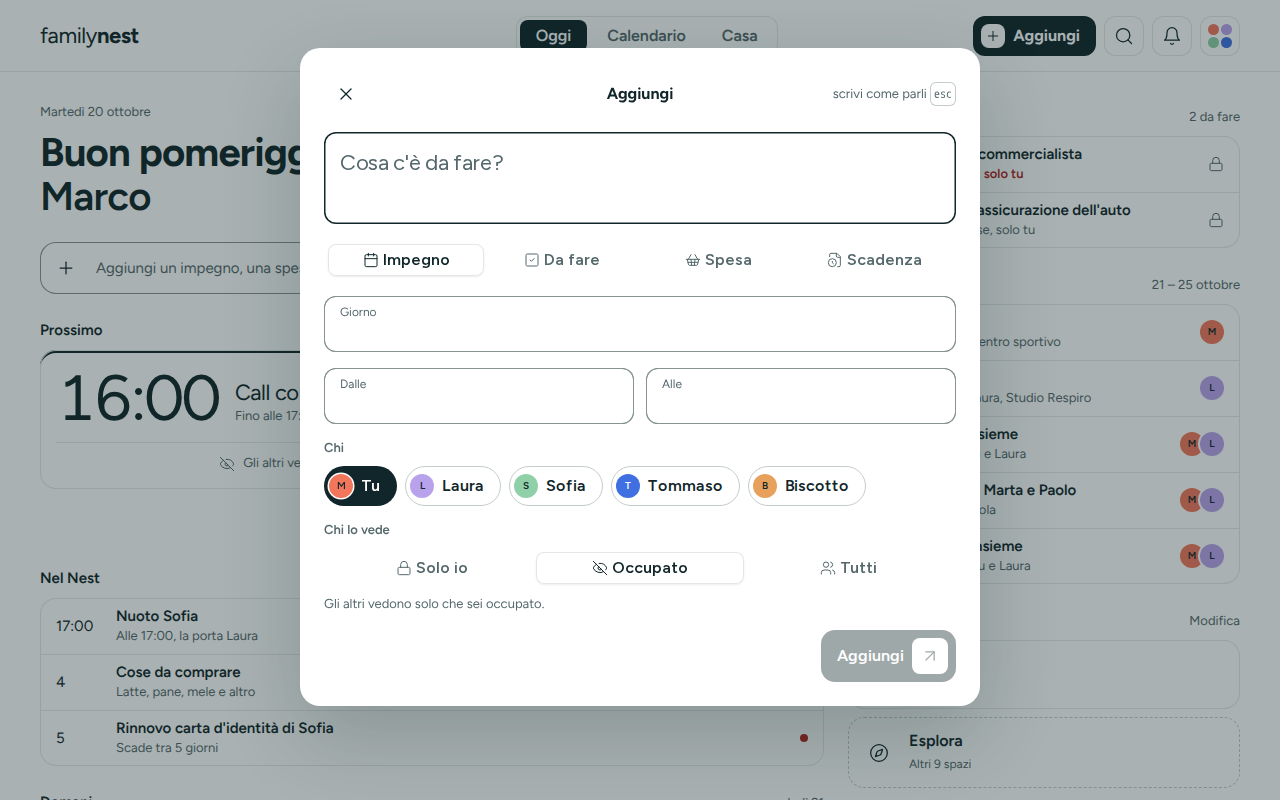 familynest
Oggi
Calendario
Casa
Aggiungi
Martedì 20 ottobre
Buon pomerigg
Marco
Aggiungi un impegno, una spe
Prossimo
16:00
Call co
Fino alle 17:
Gli altri ve
Nel Nest
17:00
Nuoto Sofia
Alle 17:00, la porta Laura
4
Cose da comprare
Latte, pane, mele e altro
5
Rinnovo carta d'identità di Sofia
Scade tra 5 giorni
Aggiungi
scrivi come parli
esc
Cosa c'è da fare?
Impegno
Da fare
Spesa
Scadenza
Giorno
Dalle
Alle
Chi
M
Tu
L
Laura
S
Sofia
T
Tommaso
B
Biscotto
Chi lo vede
Solo io
Occupato
Tutti
Gli altri vedono solo che sei occupato.
Aggiungi
2 da fare
commercialista
solo tu
assicurazione dell'auto
se, solo tu
21 – 25 ottobre
entro sportivo
M
ura, Studio Respiro
L
sieme
e Laura
M L
Marta e Paolo
ola
M L
nsieme
u e Laura
M L
Modifica
Esplora
Altri 9 spazi